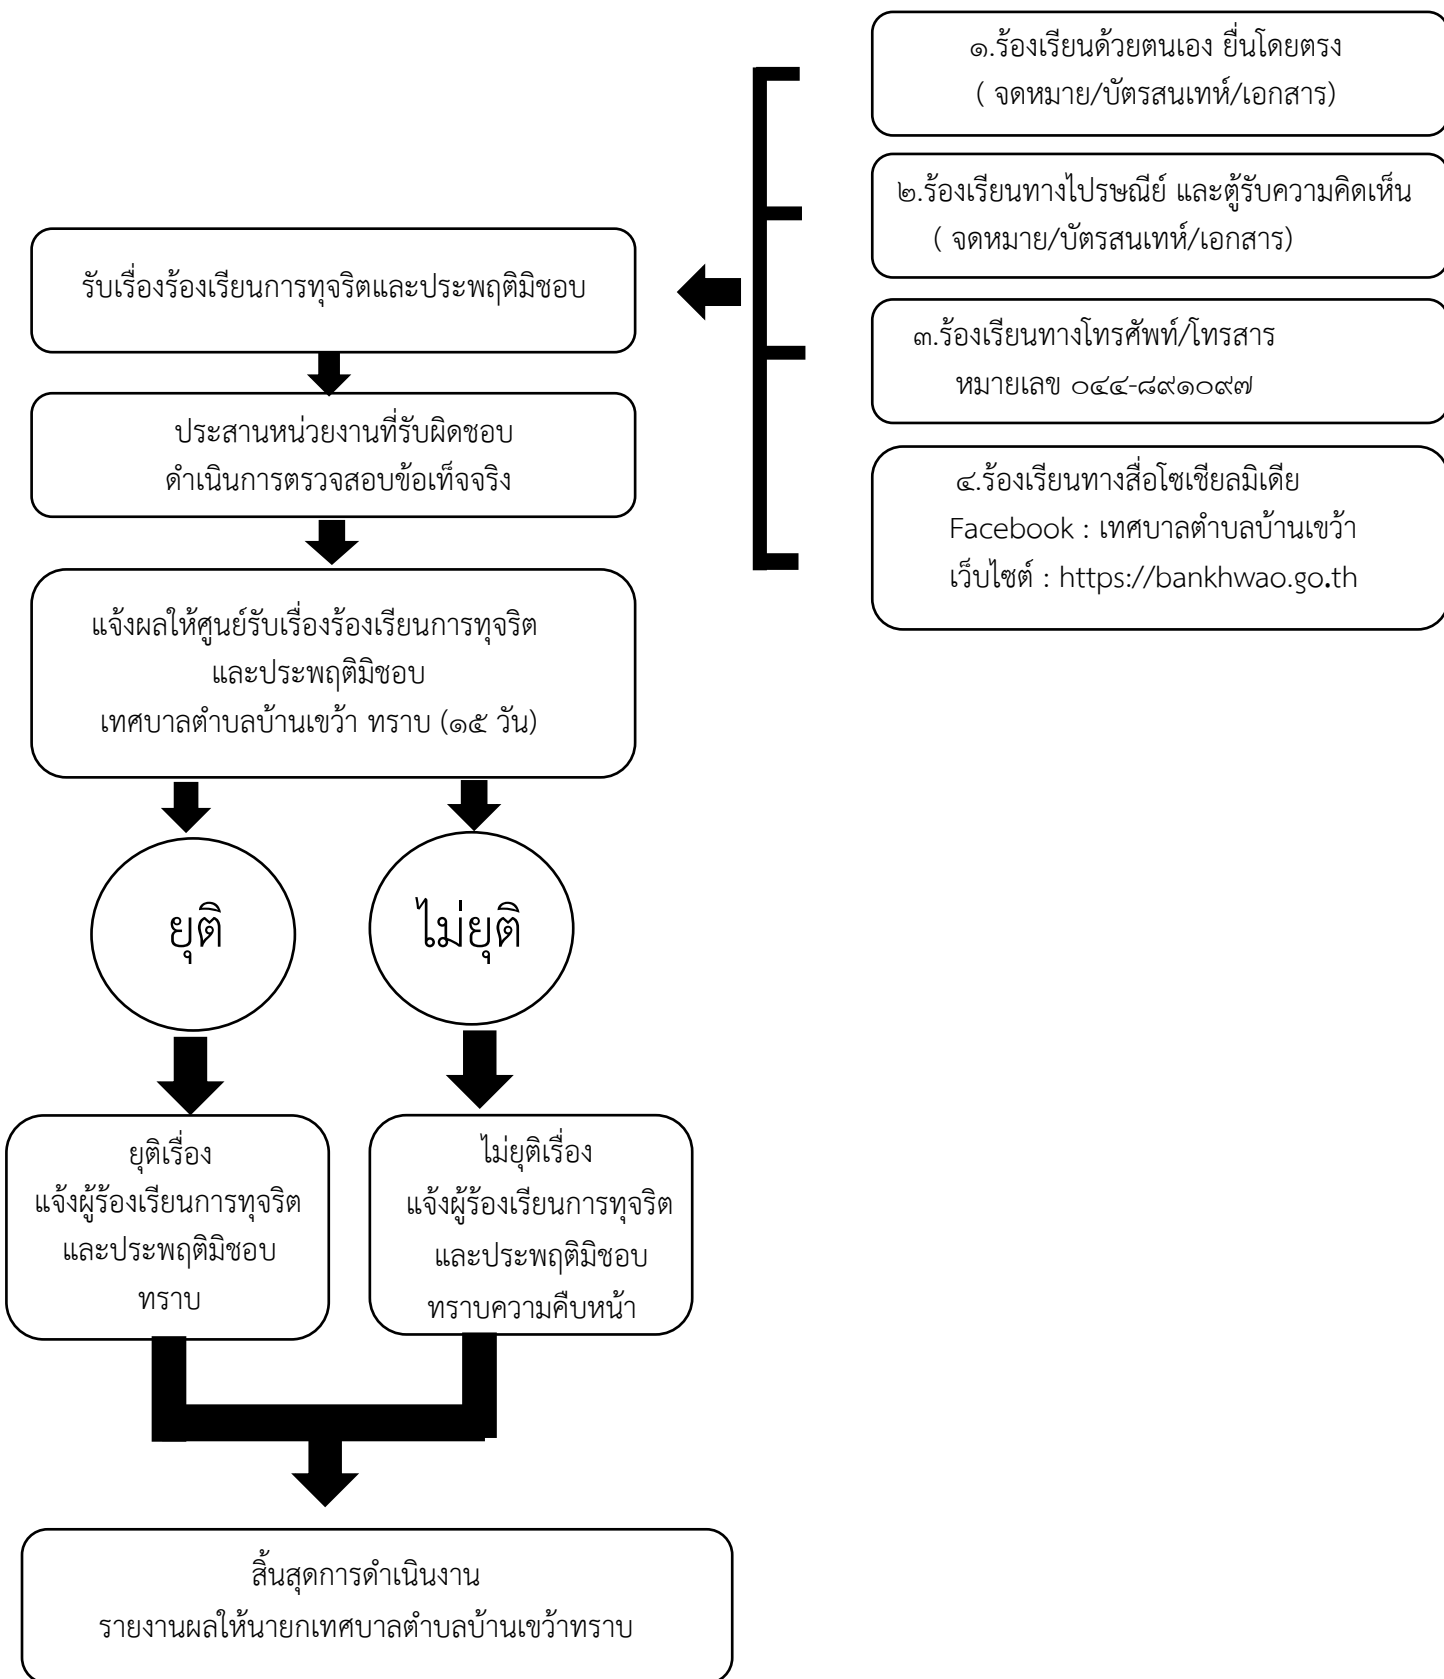 ๑.ร้องเรียนด้วยตนเอง ยื่นโดยตรง
( จดหมาย/บัตรสนเทห์/เอกสาร)
๒.ร้องเรียนทางไปรษณีย์ และตู้รับความคิดเห็น
( จดหมาย/บัตรสนเทห์/เอกสาร)
๓.ร้องเรียนทางโทรศัพท์/โทรสาร
หมายเลข ๐๔๔-๘๙๑๐๙๗
๔.ร้องเรียนทางสื่อโซเชียลมิเดีย
Facebook : เทศบาลตำบลบ้านเขว้า
เว็บไซต์ : https://bankhwao.go.th
รับเรื่องร้องเรียนการทุจริตและประพฤติมิชอบ
ประสานหน่วยงานที่รับผิดชอบ
ดำเนินการตรวจสอบข้อเท็จจริง
แจ้งผลให้ศูนย์รับเรื่องร้องเรียนการทุจริต
และประพฤติมิชอบ
เทศบาลตำบลบ้านเขว้า ทราบ (๑๕ วัน)
ยุติ
ไม่ยุติ
ยุติเรื่อง
แจ้งผู้ร้องเรียนการทุจริต
และประพฤติมิชอบ
ทราบ
ไม่ยุติเรื่อง
แจ้งผู้ร้องเรียนการทุจริต
และประพฤติมิชอบ
ทราบความคืบหน้า
สิ้นสุดการดำเนินงาน
รายงานผลให้นายกเทศบาลตำบลบ้านเขว้าทราบ